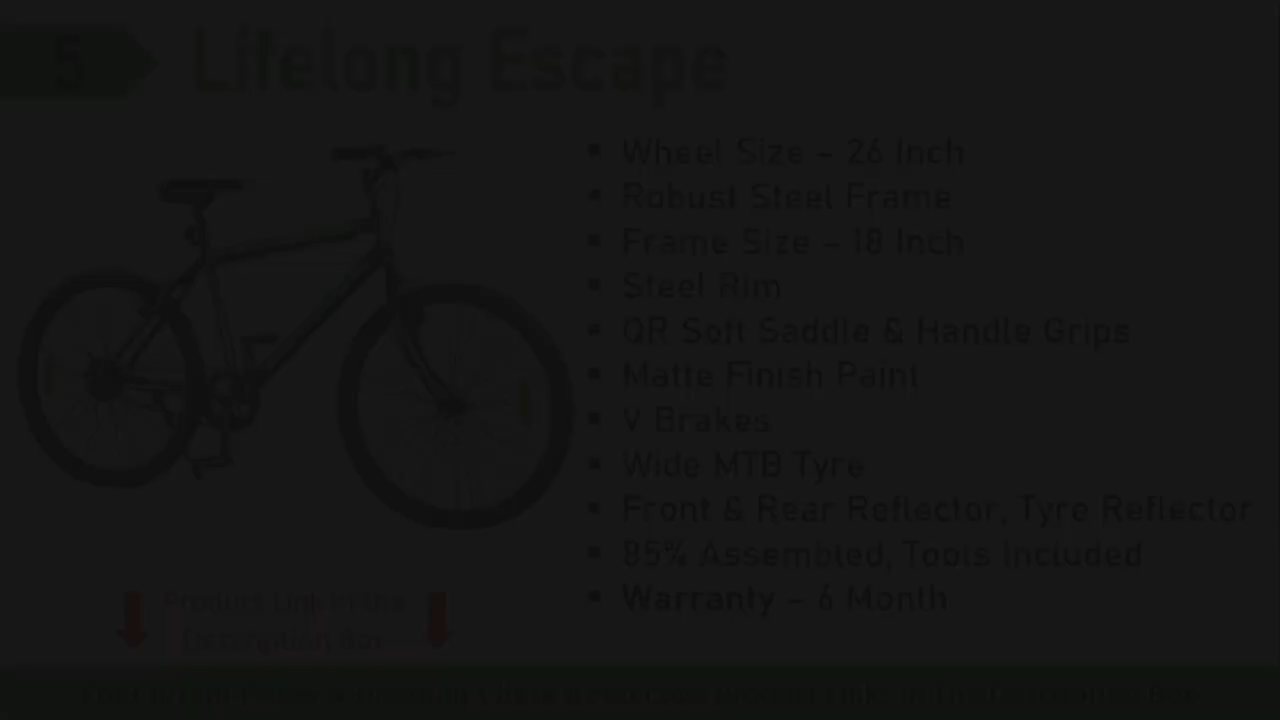 5
Lifelong Escape
▪ Wheel Size – 26 Inch
▪ Robust Steel Frame
▪ Frame Size – 18 Inch
▪ Steel Rim
▪ QR Soft Saddle & Handle Grips
▪ Matte Finish Paint
▪ V Brakes
▪ Wide MTB Tyre
▪ Front & Rear Reflector, Tyre Reflector
▪ 85% Assembled, Tools Included
▪ Warranty – 6 Month
Product Link in the
Description Box